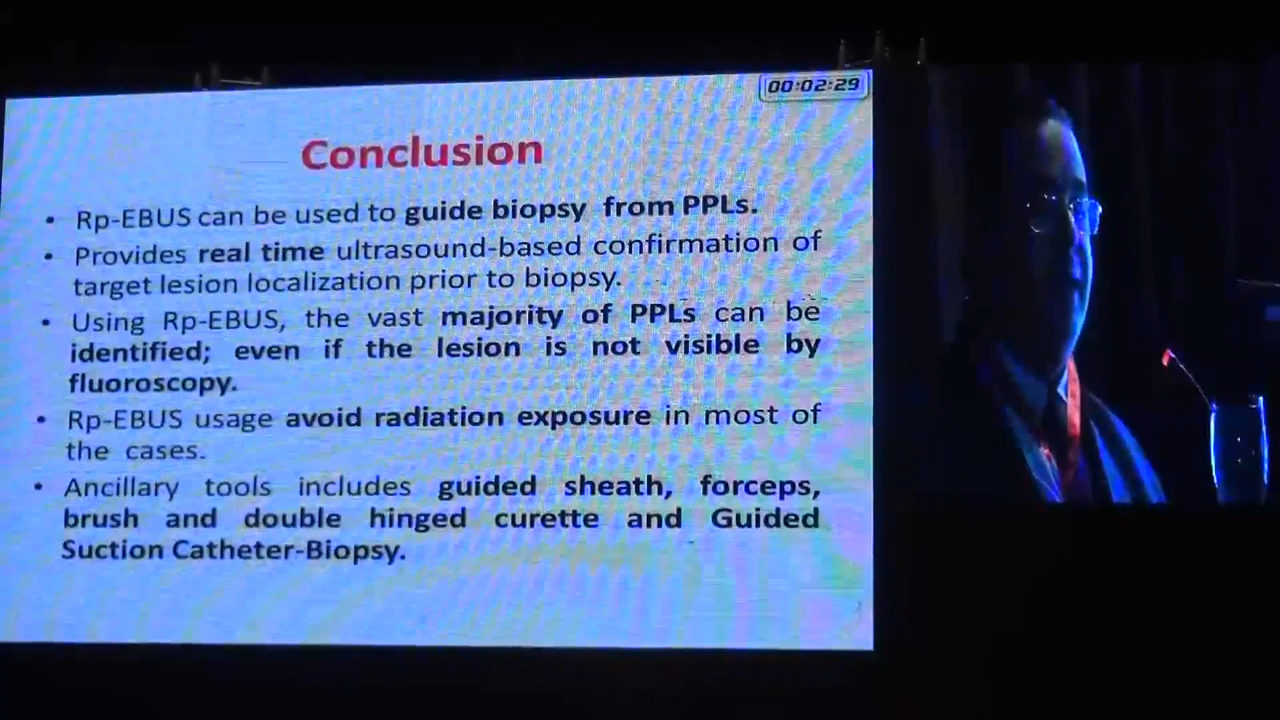 00:02:29
Conclusion
• Rp-EBUS can be used to guide biopsy from PPLs.
• Provides real time ultrasound-based confirmation of
target lesion localization prior to biopsy.
• Using Rp-EBUS, the vast majority of PPLs can be
identified; even if the lesion is not visible by
fluoroscopy.
• Rp-EBUS usage avoid radiation exposure in most of
the cases.
• Ancillary tools includes guided sheath, forceps,
brush and double hinged curette and Guided
Suction Catheter-Biopsy.